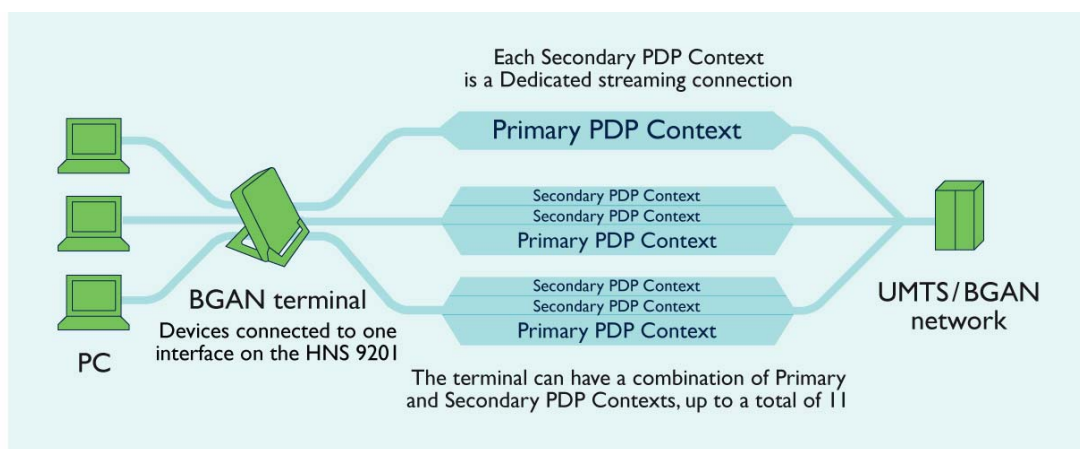 Each Secondary PDP Context
is a Dedicated streaming connection
Primary PDP Context
Secondary PDP Context
Secondary PDP Context
Primary PDP Context
Secondary PDP Context
Secondary PDP Context
Primary PDP Context
BGAN terminal
Devices connected to one
interface on the HNS 9201
PC
UMTS/BGAN
network
The terminal can have a combination of Primary
and Secondary PDP Contexts, up to a total of 11